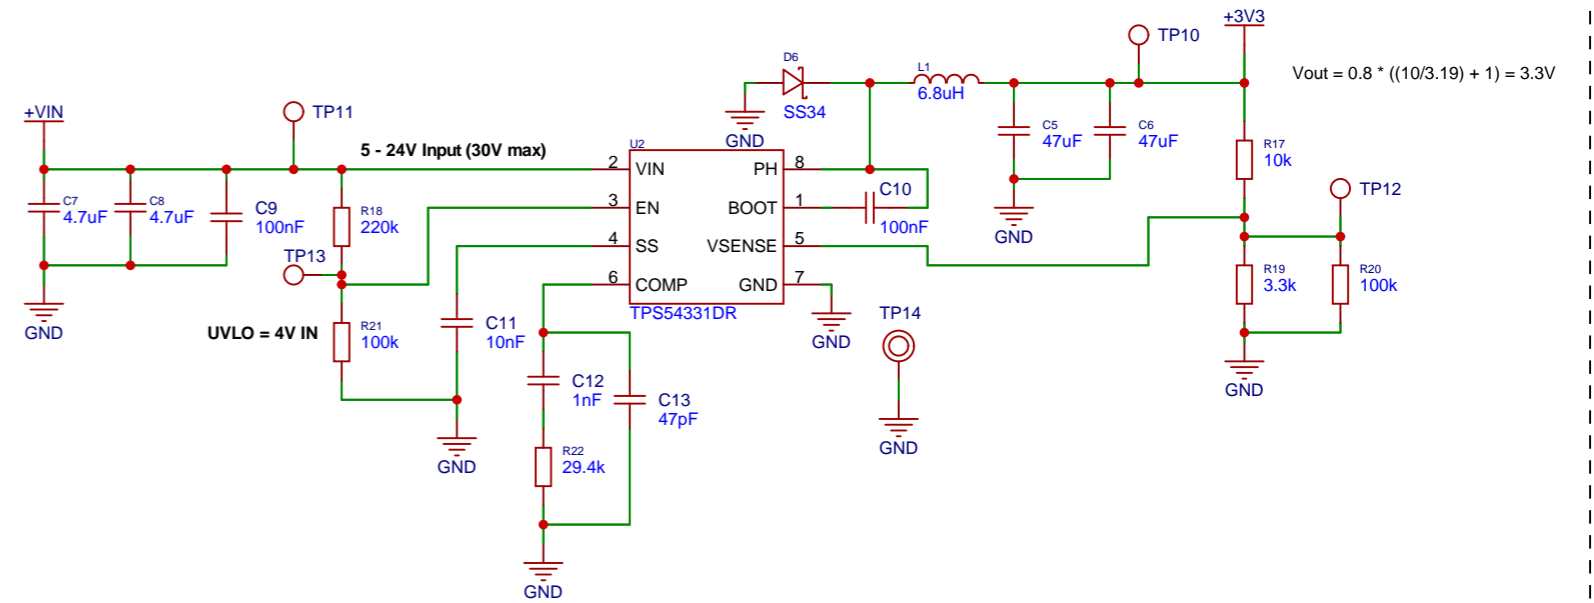 +3V3
TP10
Vout = 0.8 * ((10/3.19) + 1) = 3.3V
D6
SS34
GND
L1
6.8uH
+VIN
TP11
5 - 24V Input (30V max)
C5
47uF
C6
47uF
GND
R17
10k
U2
2 VIN
3 EN
4 SS
6 COMP
PH 8
BOOT 1
VSENSE 5
GND 7
TPS54331DR
C10
100nF
TP12
C7
4.7uF
C8
4.7uF
C9
100nF
R18
220k
TP13
GND
UVLO = 4V IN
R21
100k
C11
10nF
GND
C12
1nF
C13
47pF
R22
29.4k
GND
GND
TP14
GND
R19
3.3k
R20
100k
GND